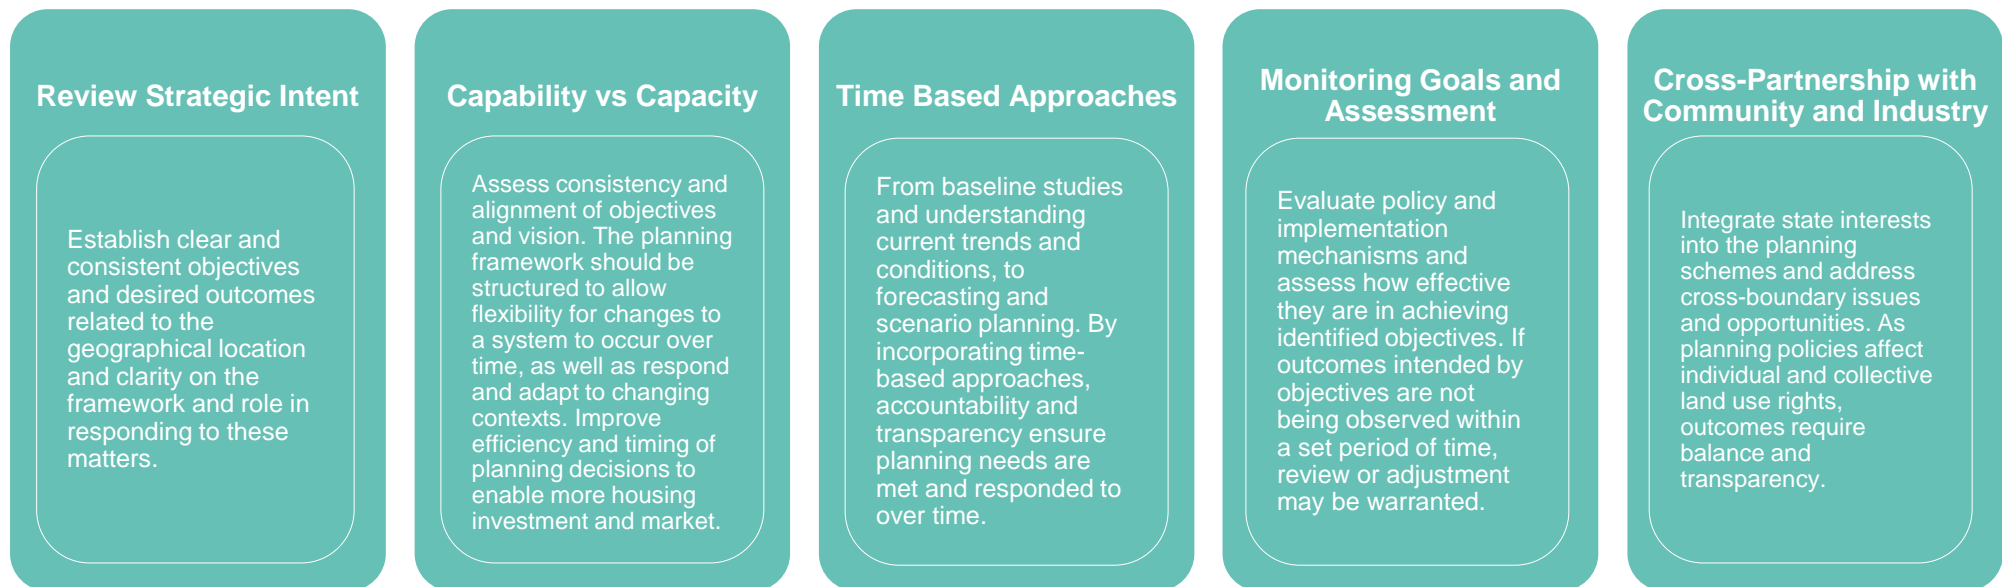 Review Strategic Intent
Establish clear and
consistent objectives
and desired outcomes
related to the
geographical location
and clarity on the
framework and role in
responding to these
matters.
Capability vs Capacity
Assess consistency and
alignment of objectives
and vision. The planning
framework should be
structured to allow
flexibility for changes to
a system to occur over
time, as well as respond
and adapt to changing
contexts. Improve
efficiency and timing of
planning decisions to
enable more housing
investment and market.
Time Based Approaches
From baseline studies
and understanding
current trends and
conditions, to
forecasting and
scenario planning. By
incorporating time-
based approaches,
accountability and
transparency ensure
planning needs are
met and responded to
over time.
Monitoring Goals and
Assessment
Evaluate policy and
implementation
mechanisms and
assess how effective
they are in achieving
identified objectives. If
outcomes intended by
objectives are not
being observed within
a set period of time,
review or adjustment
may be warranted.
Cross-Partnership with
Community and Industry
Integrate state interests
into the planning
schemes and address
cross-boundary issues
and opportunities. As
planning policies affect
individual and collective
land use rights,
outcomes require
balance and
transparency.